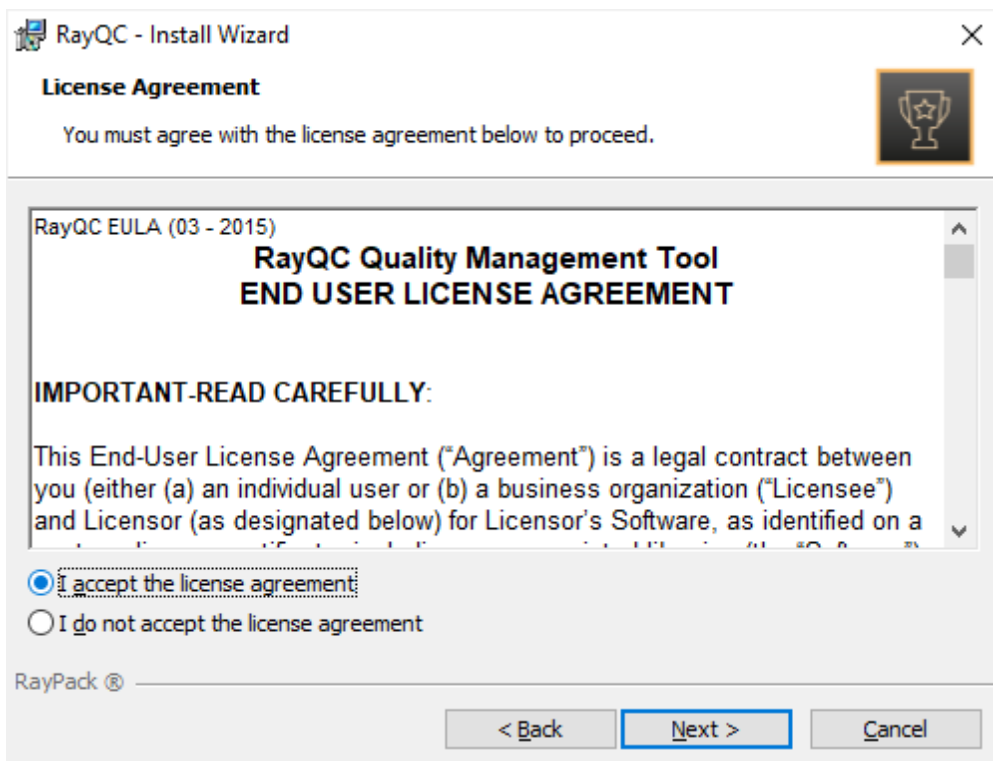 RayQC - Install Wizard
License Agreement
You must agree with the license agreement below to proceed.
RayQC EULA (03 - 2015)
RayQC Quality Management Tool
END USER LICENSE AGREEMENT
IMPORTANT-READ CAREFULLY:
This End-User License Agreement (“Agreement”) is a legal contract between
you (either (a) an individual user or (b) a business organization (“Licensee”)
and Licensor (as designated below) for Licensor’s Software, as identified on a
I accept the license agreement
I do not accept the license agreement
RayPack ®
< Back
Next >
Cancel